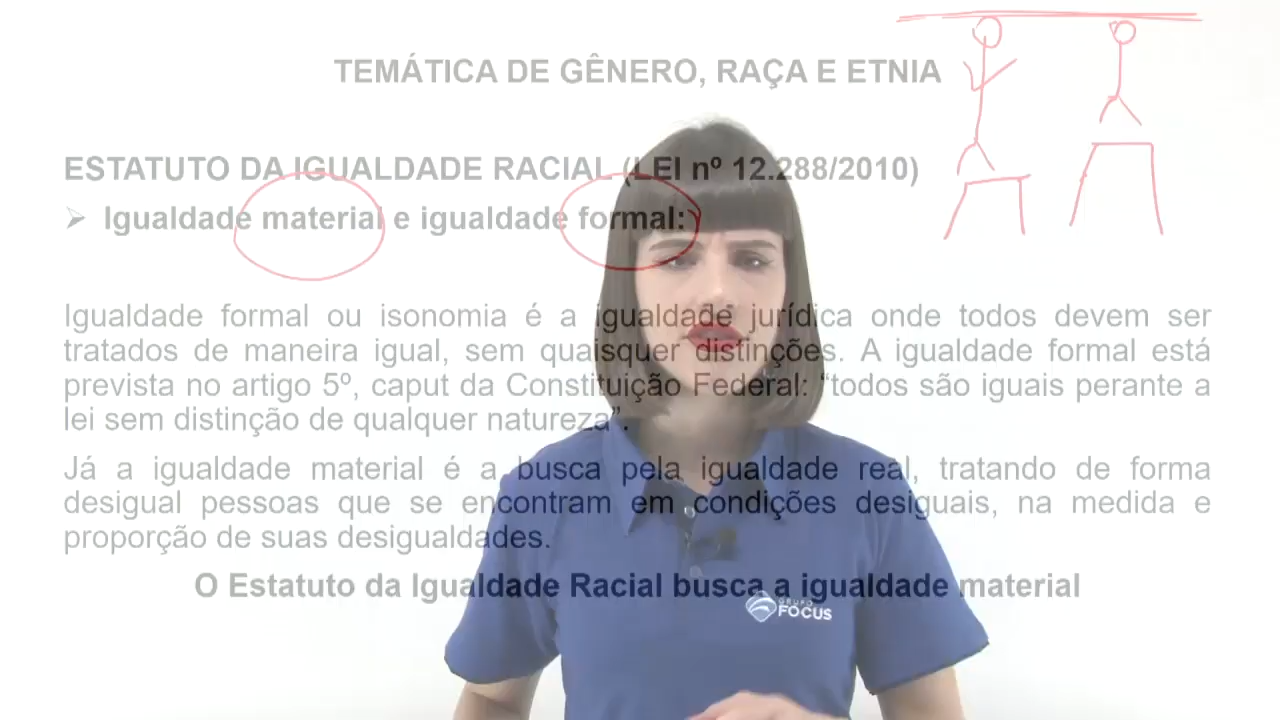 TEMÁTICA DE GÊNERO, RAÇA E ETNIA
ESTATUTO DA IGUALDADE RACIAL (LEI nº 12.288/2010)
Igualdade material e igualdade formal:
Igualdade formal ou isonomia é a igualdade jurídica onde todos devem ser
tratados de maneira igual, sem quaisquer distinções. A igualdade formal está
prevista no artigo 5º, caput da Constituição Federal: “todos são iguais perante a
lei sem distinção de qualquer natureza”.
Já a igualdade material é a busca pela igualdade real, tratando de forma
desigual pessoas que se encontram em condições desiguais, na medida e
proporção de suas desigualdades.
O Estatuto da Igualdade Racial busca a igualdade material
GRUPO
FOCUS